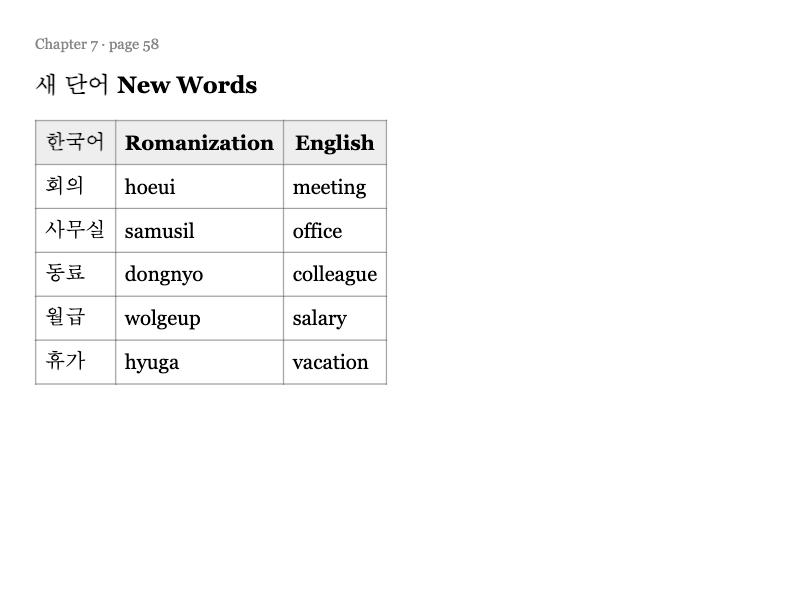 Chapter 7 · page 58
새 단어 New Words
한국어 Romanization English
회의 hoeui meeting
사무실 samusil office
동료 dongnyo colleague
월급 wolgeup salary
휴가 hyuga vacation